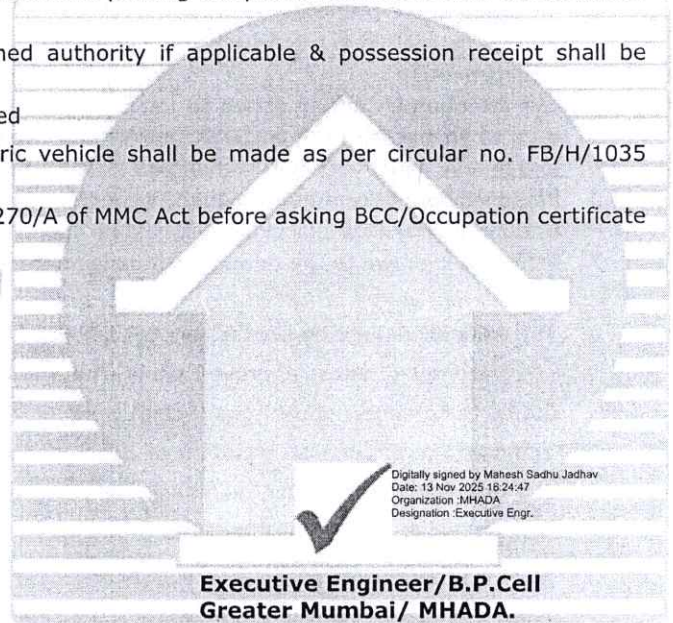 ned authority if applicable & possession receipt shall be
ed
ric vehicle shall be made as per circular no. FB/H/1035
270/A of MMC Act before asking BCC/Occupation certificate
Digitally signed by Mahesh Sadhu Jadhav
Date: 13 Nov 2025 18:24:47
Organization :MHADA
Designation :Executive Engr.
Executive Engineer/B.P.Cell
Greater Mumbai/ MHADA.